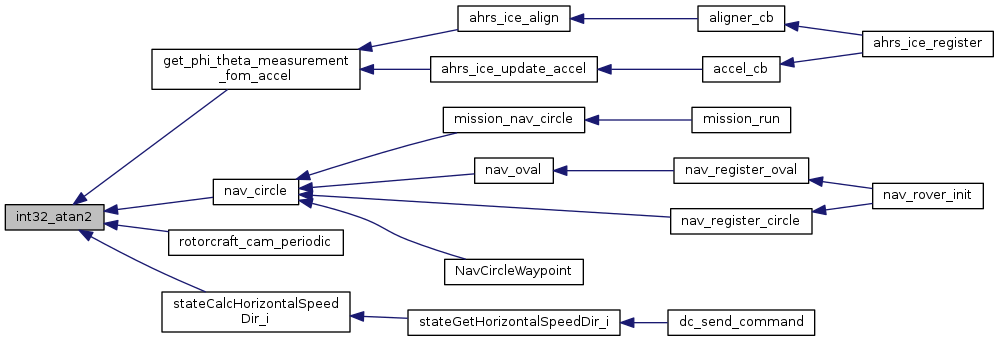 ahrs_ice_align
aligner_cb
get_phi_theta_measurement
_fom_accel
ahrs_ice_register
ahrs_ice_update_accel
accel_cb
mission_nav_circle
mission_run
nav_oval
nav_register_oval
nav_circle
nav_rover_init
int32_atan2
nav_register_circle
rotorcraft_cam_periodic
NavCircleWaypoint
stateCalcHorizontalSpeed
Dir_i
stateGetHorizontalSpeedDir_i
dc_send_command